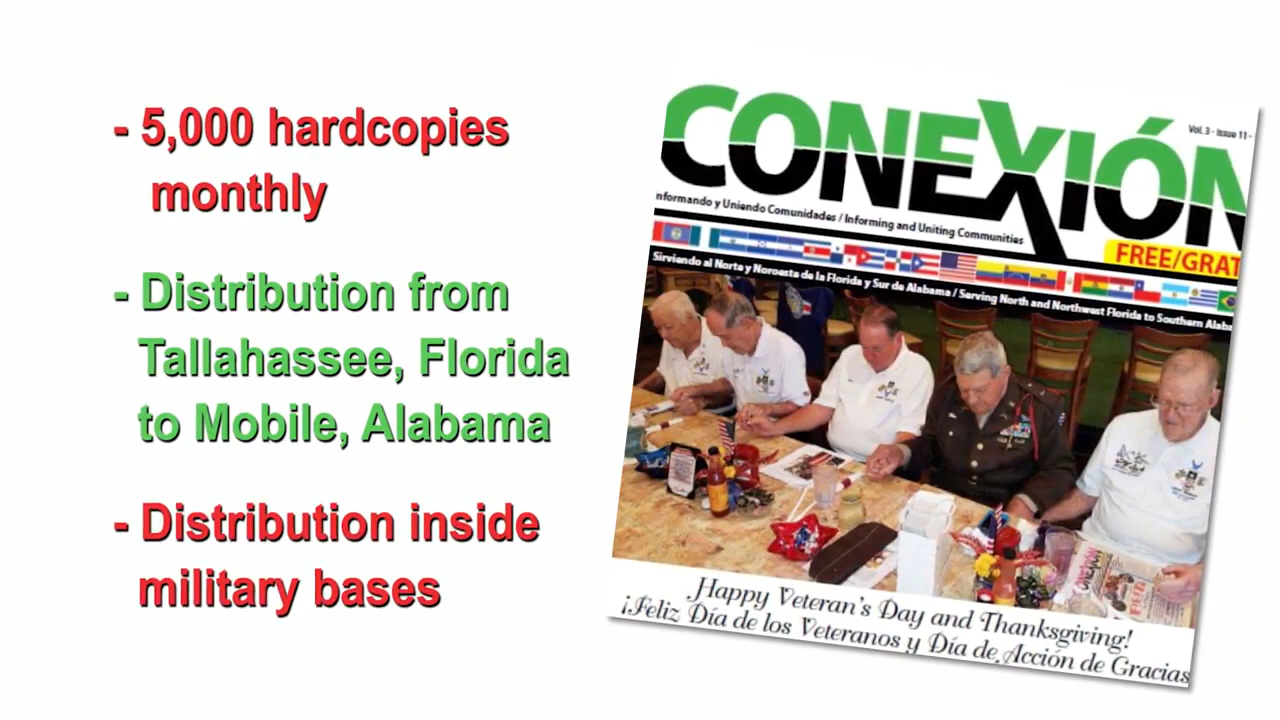 - 5,000 hardcopies
monthly
- Distribution from
Tallahassee, Florida
to Mobile, Alabama
- Distribution inside
military bases
CONEXIÓN
Vol. 3 - Issue 11 -
Informando y Uniendo Comunidades / Informing and Uniting Communities
FREE/GRAT
Sirviendo al Norte y Noroeste de la Florida y Sur de Alabama / Serving North and Northwest Florida to Southern Alaba
CONEXIÓN
Happy Veteran's Day and Thanksgiving!
¡Feliz Día de los Veteranos y Día de Acción de Gracias